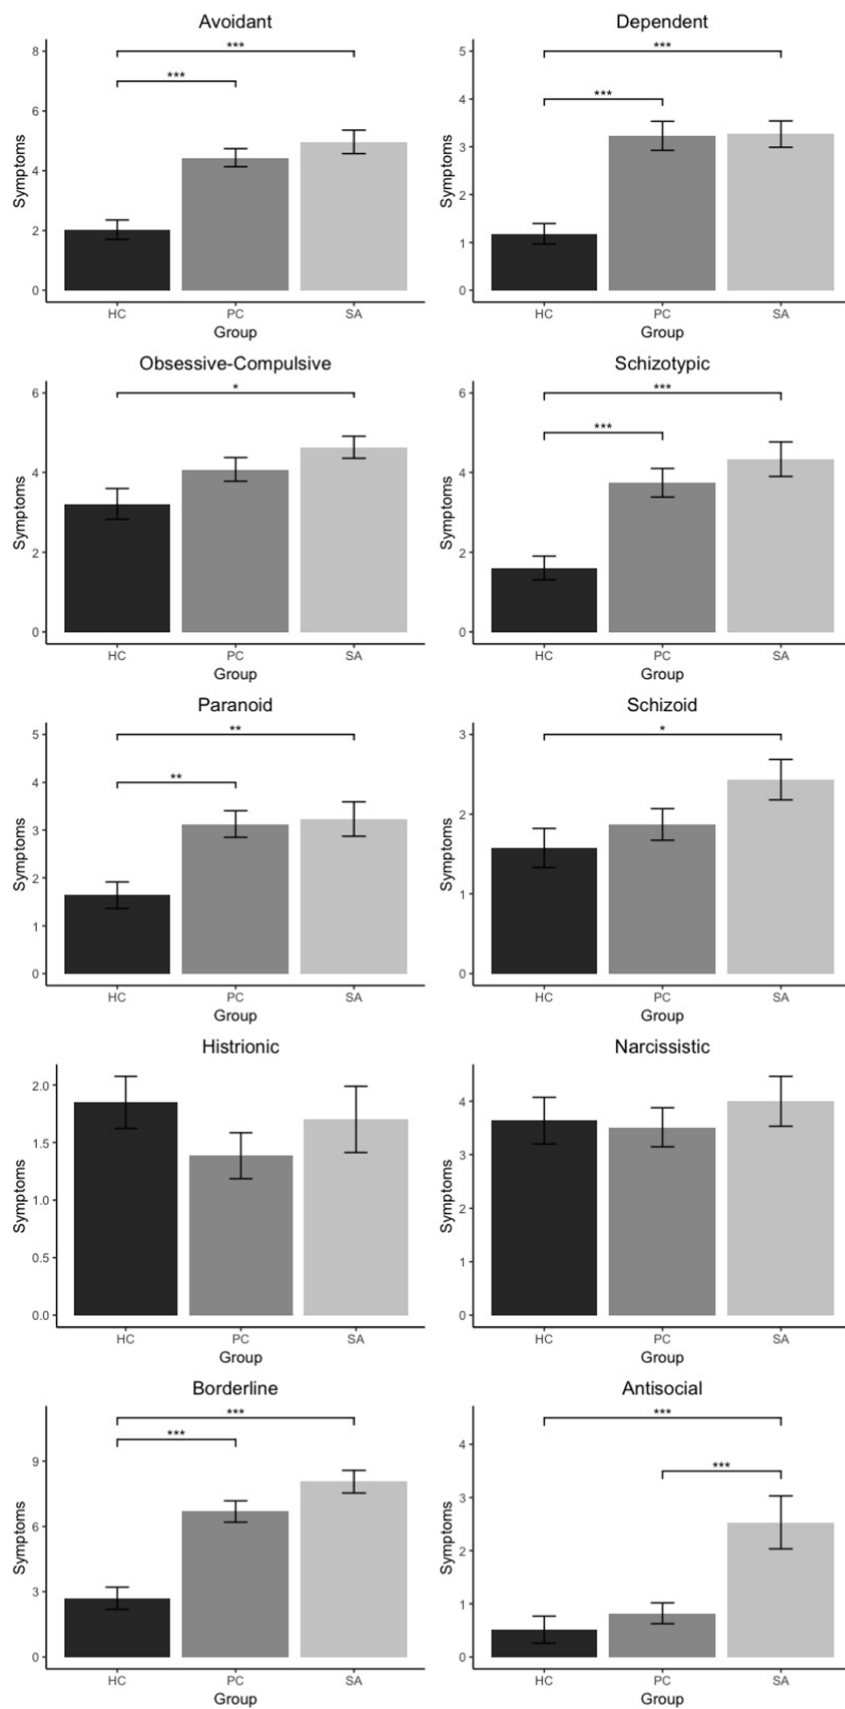 Avoidant
***
***
8
6
4
2
0
Symptoms
HC PC SA
Group
Dependent
***
***
5
4
3
2
1
0
Symptoms
HC PC SA
Group
Obsessive-Compulsive
*
6
4
2
0
Symptoms
HC PC SA
Group
Schizotypic
***
***
6
4
2
0
Symptoms
HC PC SA
Group
Paranoid
**
**
5
4
3
2
1
0
Symptoms
HC PC SA
Group
Schizoid
*
3
2
1
0
Symptoms
HC PC SA
Group
Histrionic
2.0
1.5
1.0
0.5
0.0
Symptoms
HC PC SA
Group
Narcissistic
4
3
2
1
0
Symptoms
HC PC SA
Group
Borderline
***
***
9
6
3
0
Symptoms
HC PC SA
Group
Antisocial
***
***
4
3
2
1
0
Symptoms
HC PC SA
Group